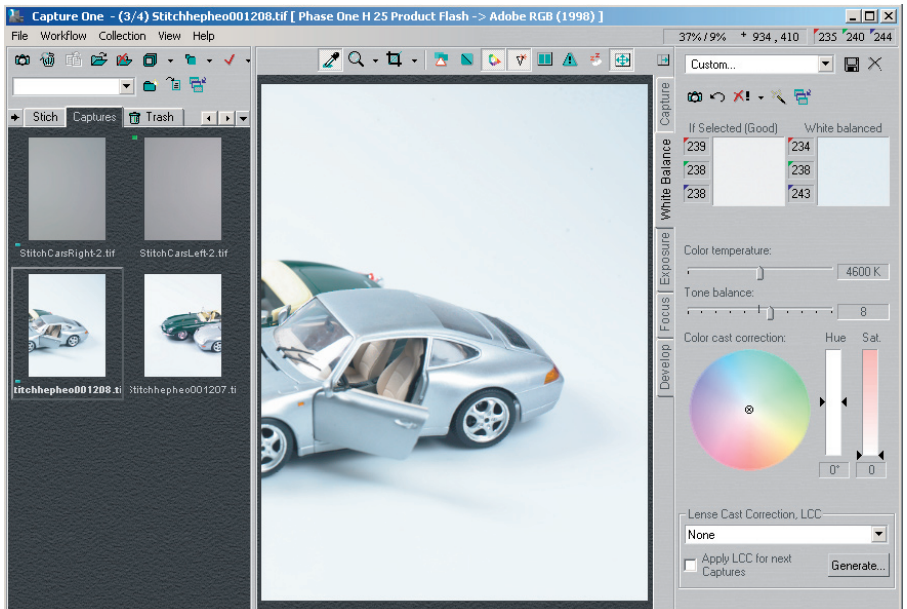 Capture One - (3/4) Stitchhepheo001208.tif [ Phase One H 25 Product Flash -> Adobe RGB (1998) ]
File Workflow Collection View Help
37%/9% + 934 , 410 235 240 244
Custom...
Stich Captures Trash
StitchCarsRight-2.tif StitchCarsLeft-2.tif
titchhepheo001208.ti titchhepheo001207.ti
Capture
White Balance
Exposure
Focus
Develop
If Selected (Good) White balanced
239 234
238 238
238 243
Color temperature:
4600 K
Tone balance:
8
Color cast correction: Hue Sat.
0° 0
Lense Cast Correction, LCC
None
Apply LCC for next
Captures
Generate...